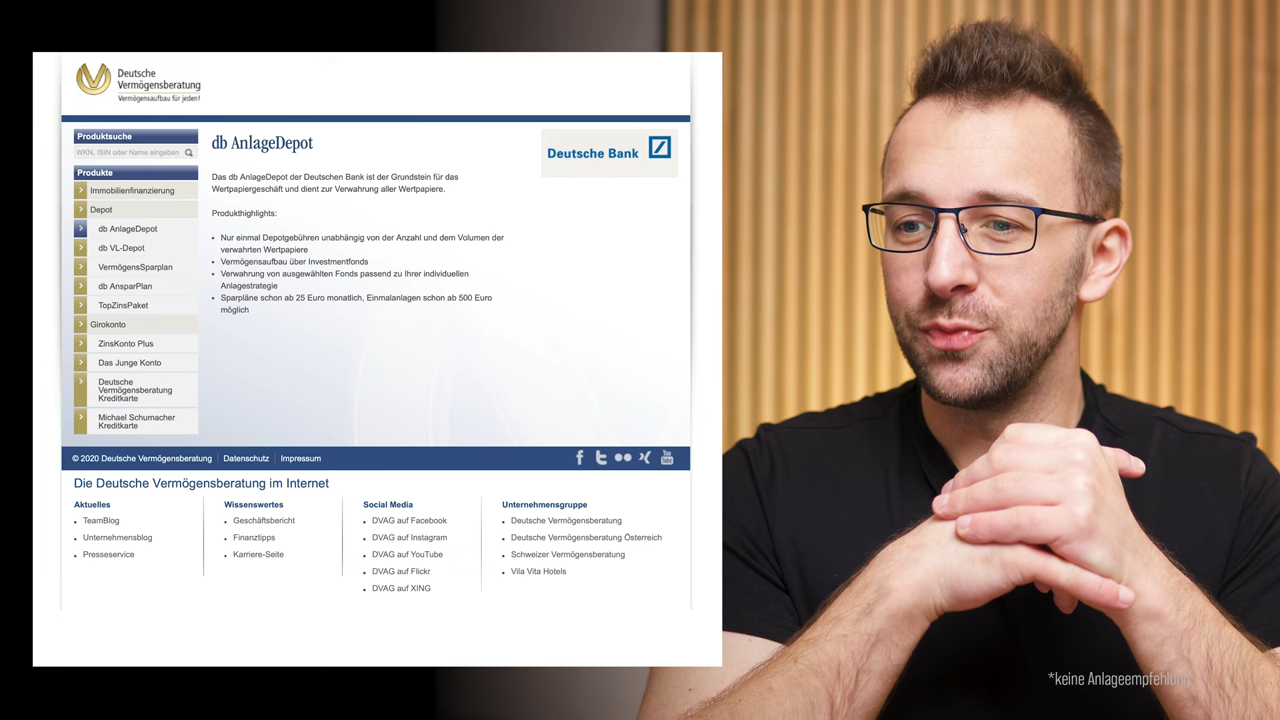 Deutsche
Vermögensberatung
Vermögensaufbau für jeden!
Produktsuche
WKN, ISIN oder Name eingeben
Produkte
Immobilienfinanzierung
Depot
db AnlageDepot
db VL-Depot
VermögensSparplan
db AnsparPlan
TopZinsPaket
Girokonto
ZinsKonto Plus
Das Junge Konto
Deutsche
Vermögensberatung
Kreditkarte
Michael Schumacher
Kreditkarte
db AnlageDepot
Deutsche Bank
Das db AnlageDepot der Deutschen Bank ist der Grundstein für das
Wertpapiergeschäft und dient zur Verwahrung aller Wertpapiere.
Produkthighlights:
• Nur einmal Depotgebühren unabhängig von der Anzahl und dem Volumen der
verwahrten Wertpapiere
• Vermögensaufbau über Investmentfonds
• Verwahrung von ausgewählten Fonds passend zu Ihrer individuellen
Anlagestrategie
• Sparpläne schon ab 25 Euro monatlich, Einmalanlagen schon ab 500 Euro
möglich
© 2020 Deutsche Vermögensberatung | Datenschutz | Impressum
Die Deutsche Vermögensberatung im Internet
Aktuelles
• TeamBlog
• Unternehmensblog
• Presseservice
Wissenswertes
• Geschäftsbericht
• Finanztipps
• Karriere-Seite
Social Media
• DVAG auf Facebook
• DVAG auf Instagram
• DVAG auf YouTube
• DVAG auf Flickr
• DVAG auf XING
Unternehmensgruppe
• Deutsche Vermögensberatung
• Deutsche Vermögensberatung Österreich
• Schweizer Vermögensberatung
• Vila Vita Hotels
*keine Anlageempfehlung